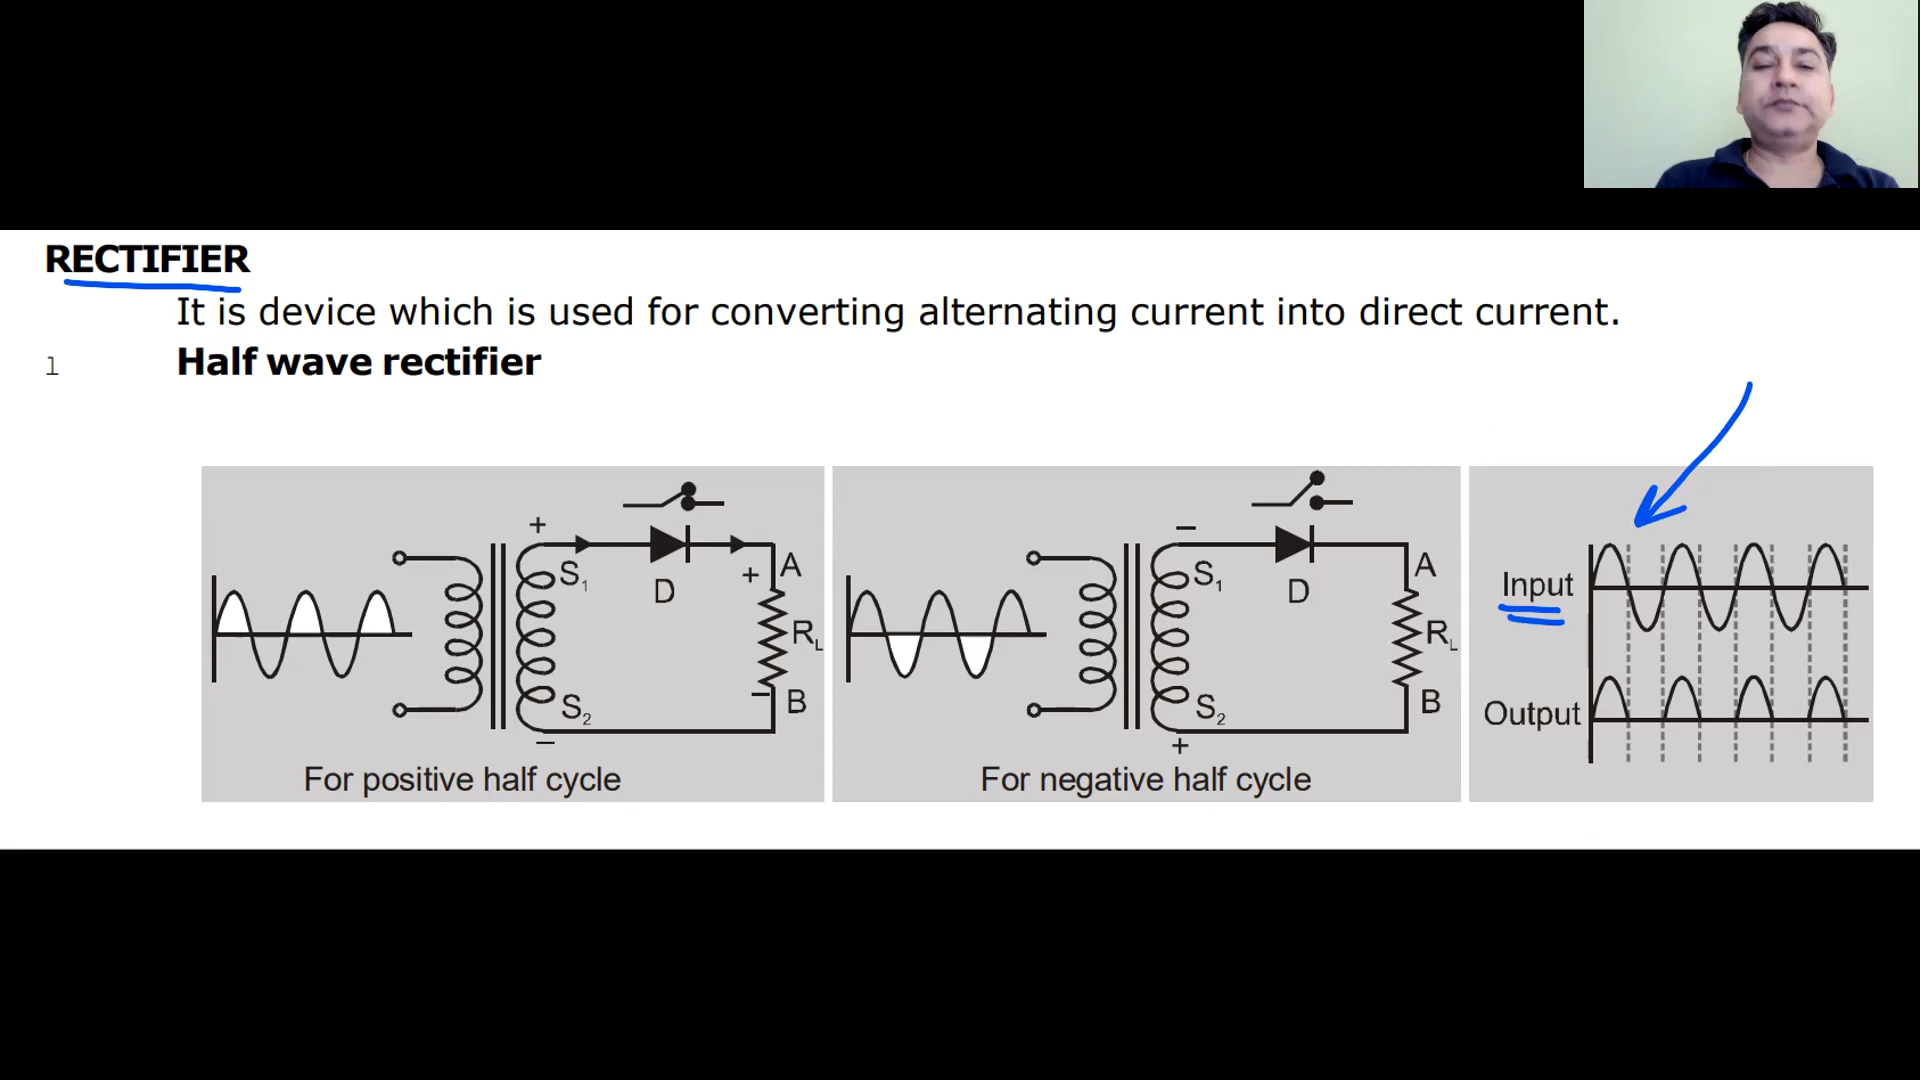 RECTIFIER
It is device which is used for converting alternating current into direct current.
l Half wave rectifier
+ S1 D + A
RL
S2 − B
−
For positive half cycle
− S1 D A
RL
S2 B
+
For negative half cycle
Input
Output